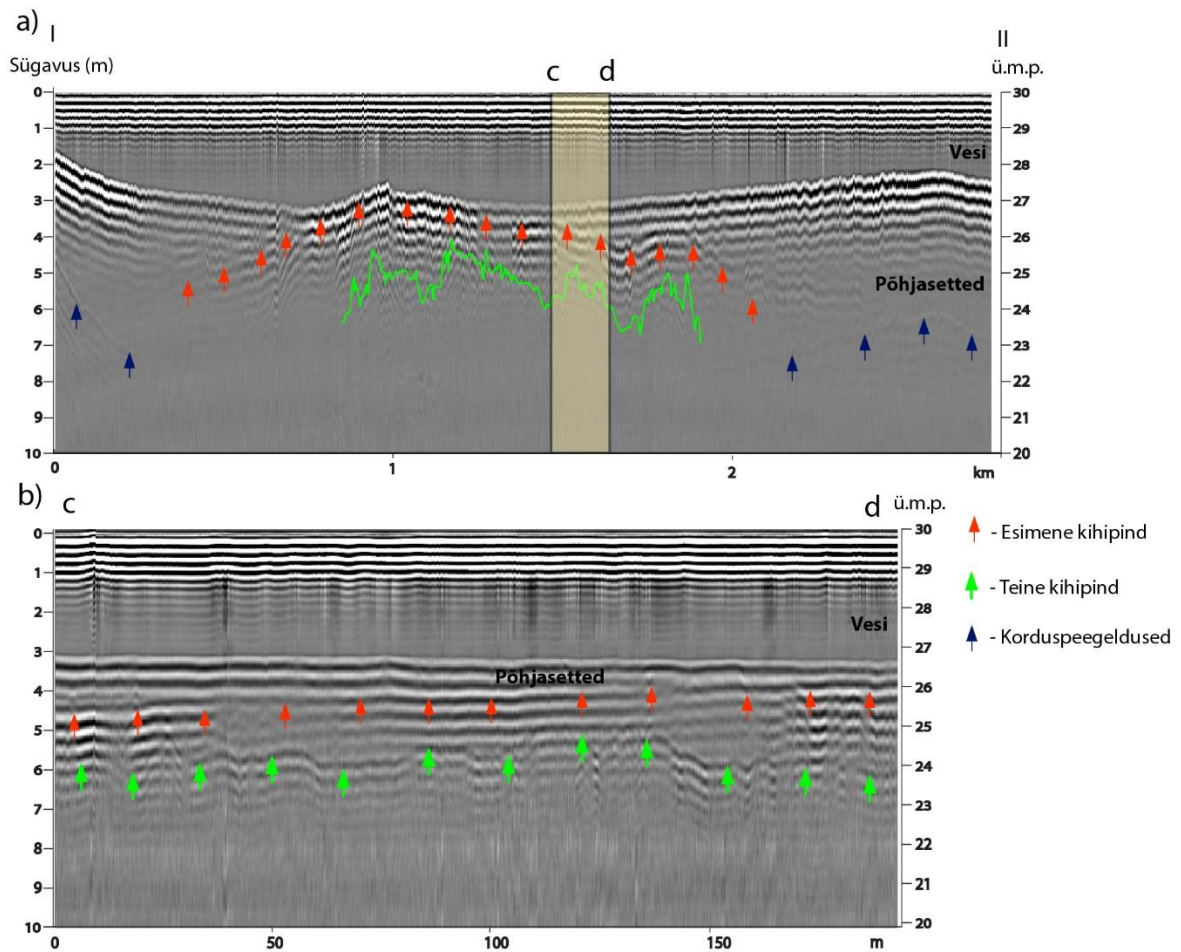 a)
I
II
Sügavus (m)
c
d
ü.m.p.
0
1
2
3
4
5
6
7
8
9
10
30
29
28
27
26
25
24
23
22
21
20
Vesi
Põhjasetted
0
1
2
km
b)
c
d
ü.m.p.
0
1
2
3
4
5
6
7
8
9
10
30
29
28
27
26
25
24
23
22
21
20
Vesi
Põhjasetted
0
50
100
150
m
- Esimene kihipind
- Teine kihipind
- Korduspeegeldused